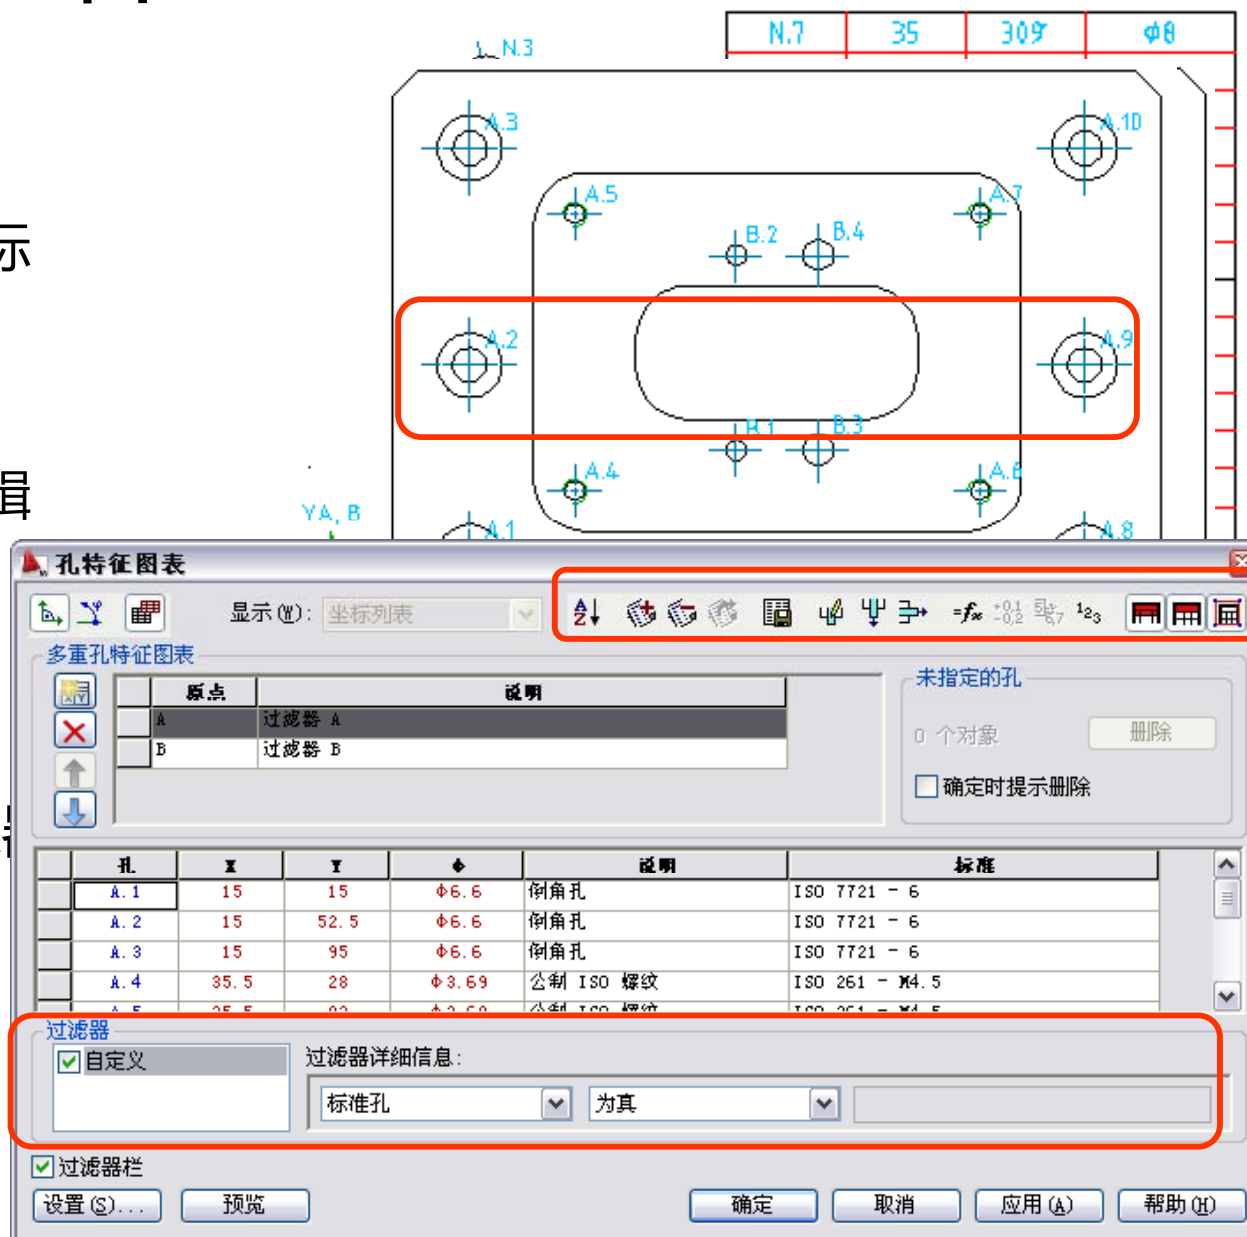 N.7 35 309 φ8
N.3
A.3 A.10
A.5 A.7
示
B.2 B.4
A.2 A.9
B.1 B.3
A.4 A.6
辑
YA, B
A.1 A.8
孔特征图表
显示(W): 坐标列表
多重孔特征图表
原点 说明
A 过滤器 A
B 过滤器 B
未指定的孔
0 个对象 删除
确定时提示删除
孔 X Y Φ 说明 标准
A.1 15 15 Φ6.6 倒角孔 ISO 7721 - 6
A.2 15 52.5 Φ6.6 倒角孔 ISO 7721 - 6
A.3 15 95 Φ6.6 倒角孔 ISO 7721 - 6
A.4 35.5 28 Φ3.69 公制 ISO 螺纹 ISO 261 - M4.5
过滤器
自定义 过滤器详细信息:
标准孔 为真
过滤器栏
设置(S)... 预览 确定 取消 应用(A) 帮助(H)